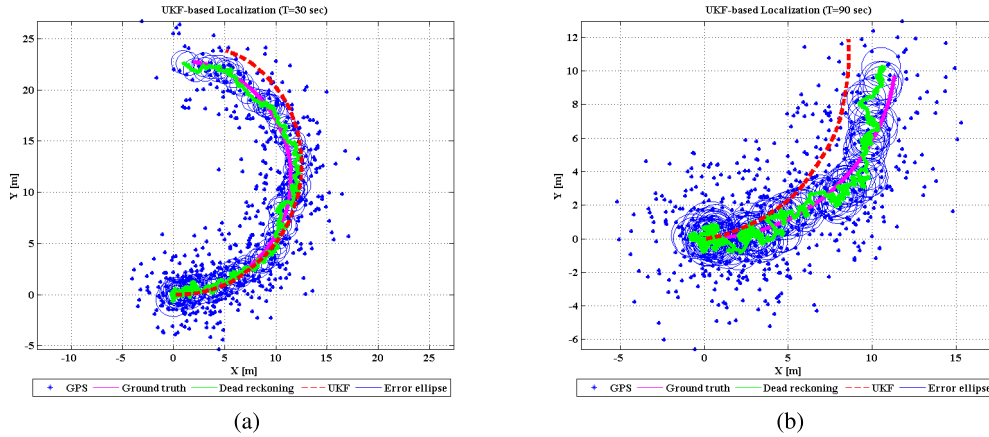 UKF-based Localization (T=30 sec)
25
20
15
10
5
0
-5
Y [m]
-10 -5 0 5 10 15 20 25
X [m]
GPS Ground truth Dead reckoning UKF Error ellipse
(a)
UKF-based Localization (T=90 sec)
12
10
8
6
4
2
0
-2
-4
-6
Y [m]
-5 0 5 10 15
X [m]
GPS Ground truth Dead reckoning UKF Error ellipse
(b)